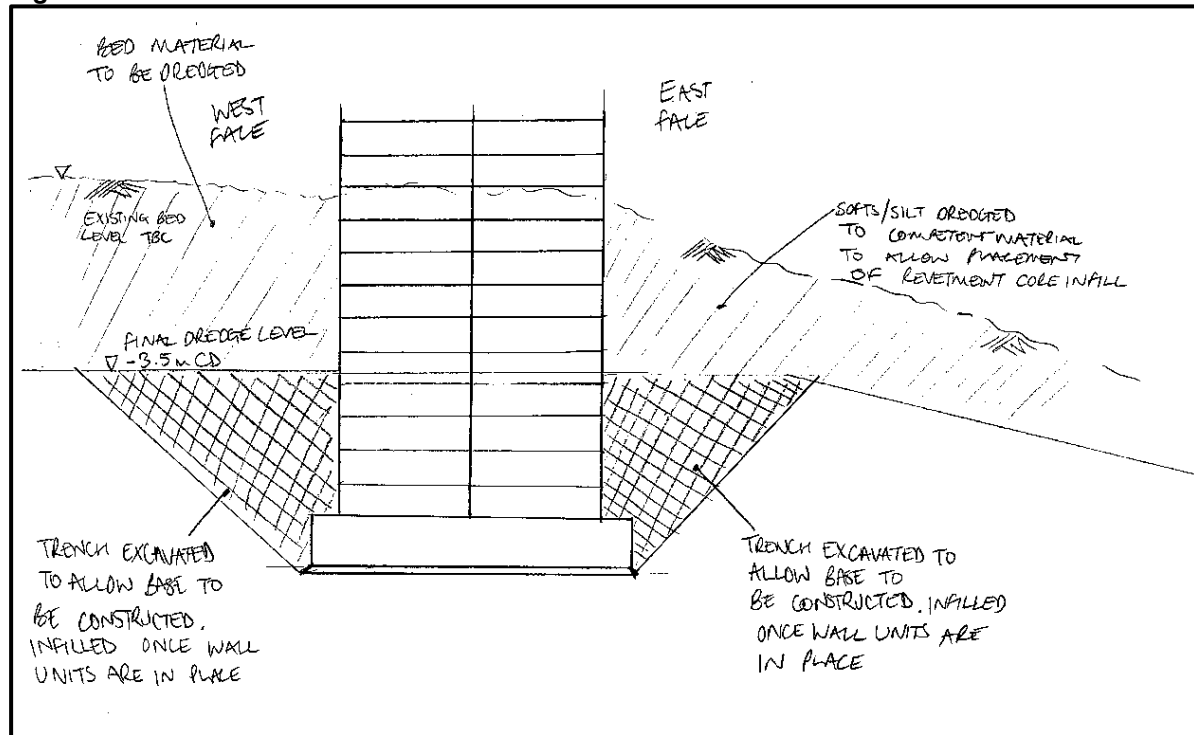 BED MATERIAL
TO BE DREDGED
WEST
FACE
EAST
FACE
EXISTING BED
LEVEL TBC
SOFTS/SILT DREDGED
TO COMPETENT MATERIAL
TO ALLOW PLACEMENT
OF REVETMENT CORE INFILL
FINAL DREDGE LEVEL
-3.5m CD
TRENCH EXCAVATED
TO ALLOW BASE TO
BE CONSTRUCTED.
INFILLED ONCE WALL
UNITS ARE IN PLACE
TRENCH EXCAVATED TO
ALLOW BASE TO
BE CONSTRUCTED. INFILLED
ONCE WALL UNITS ARE
IN PLACE